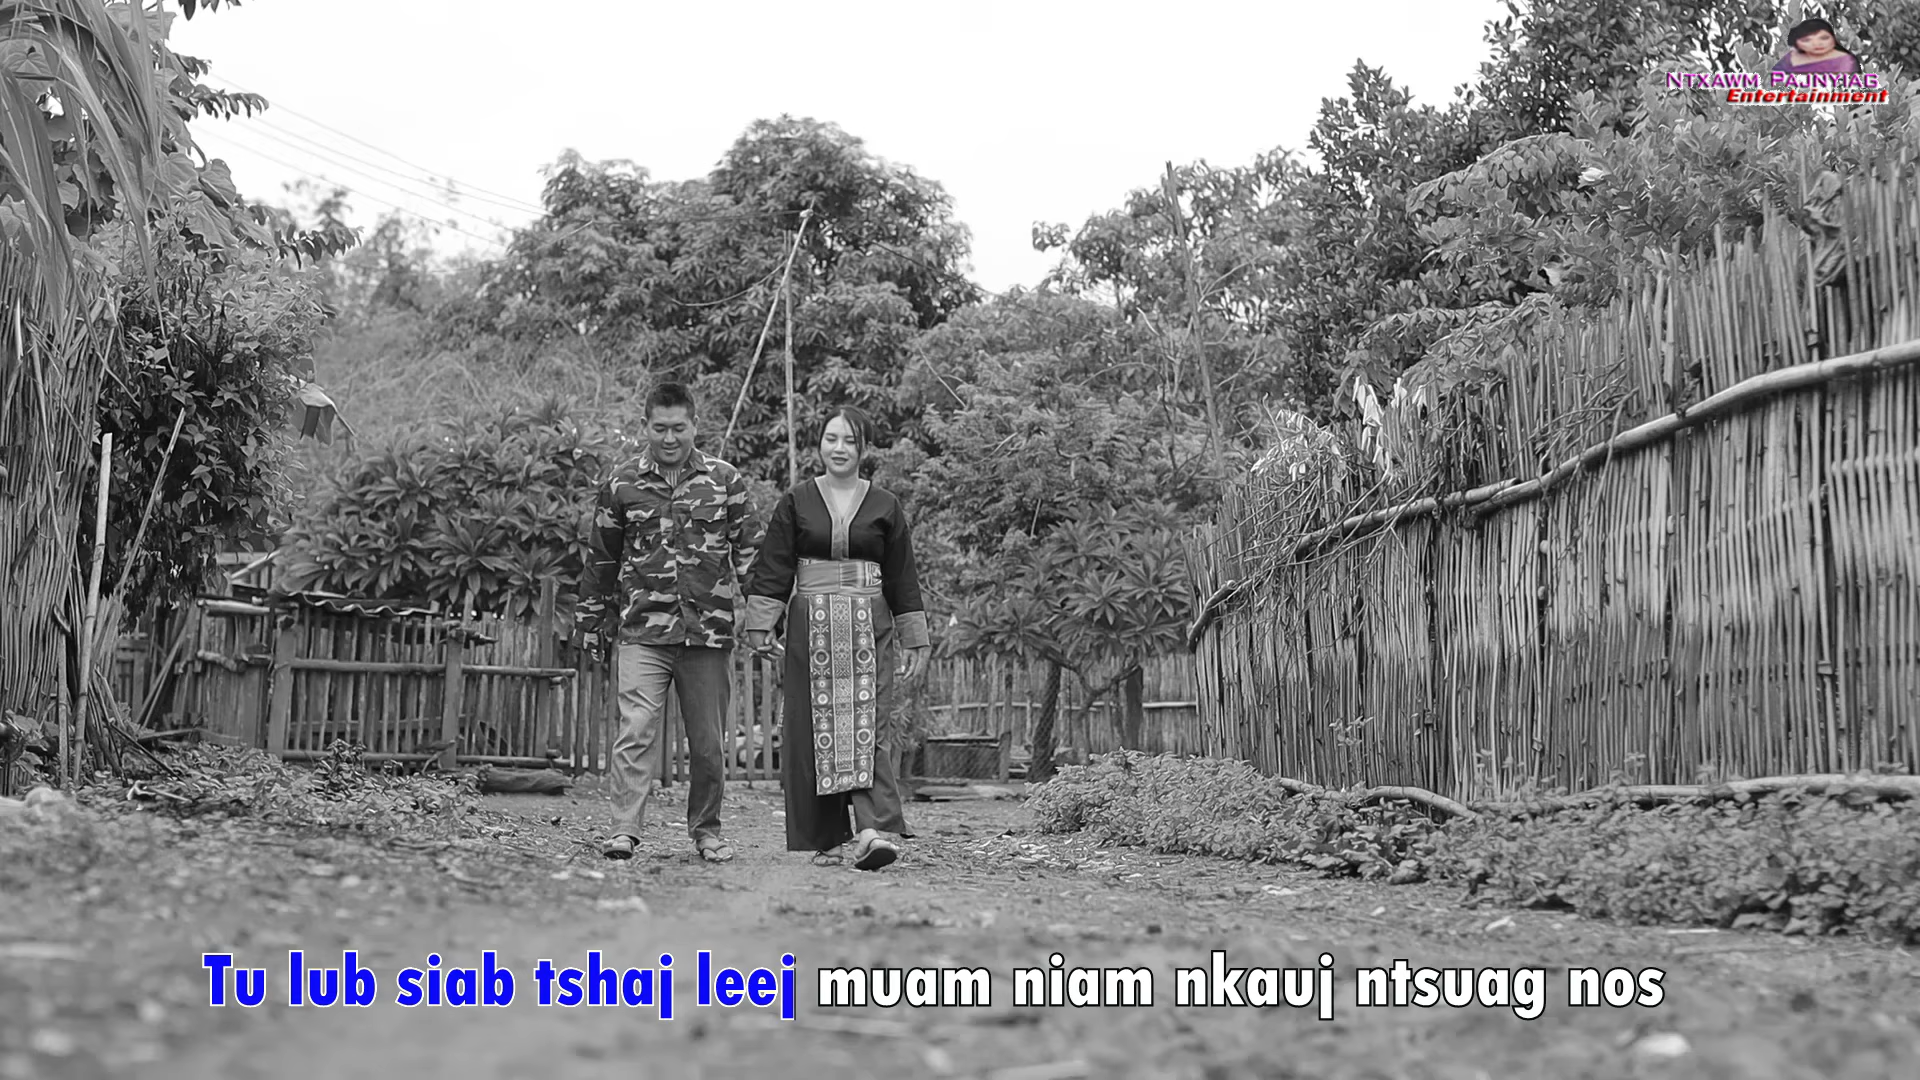 NTXAWM PAJNYIAG
Entertainment
Tu lub siab tshaj leej muam niam nkauj ntsuag nos